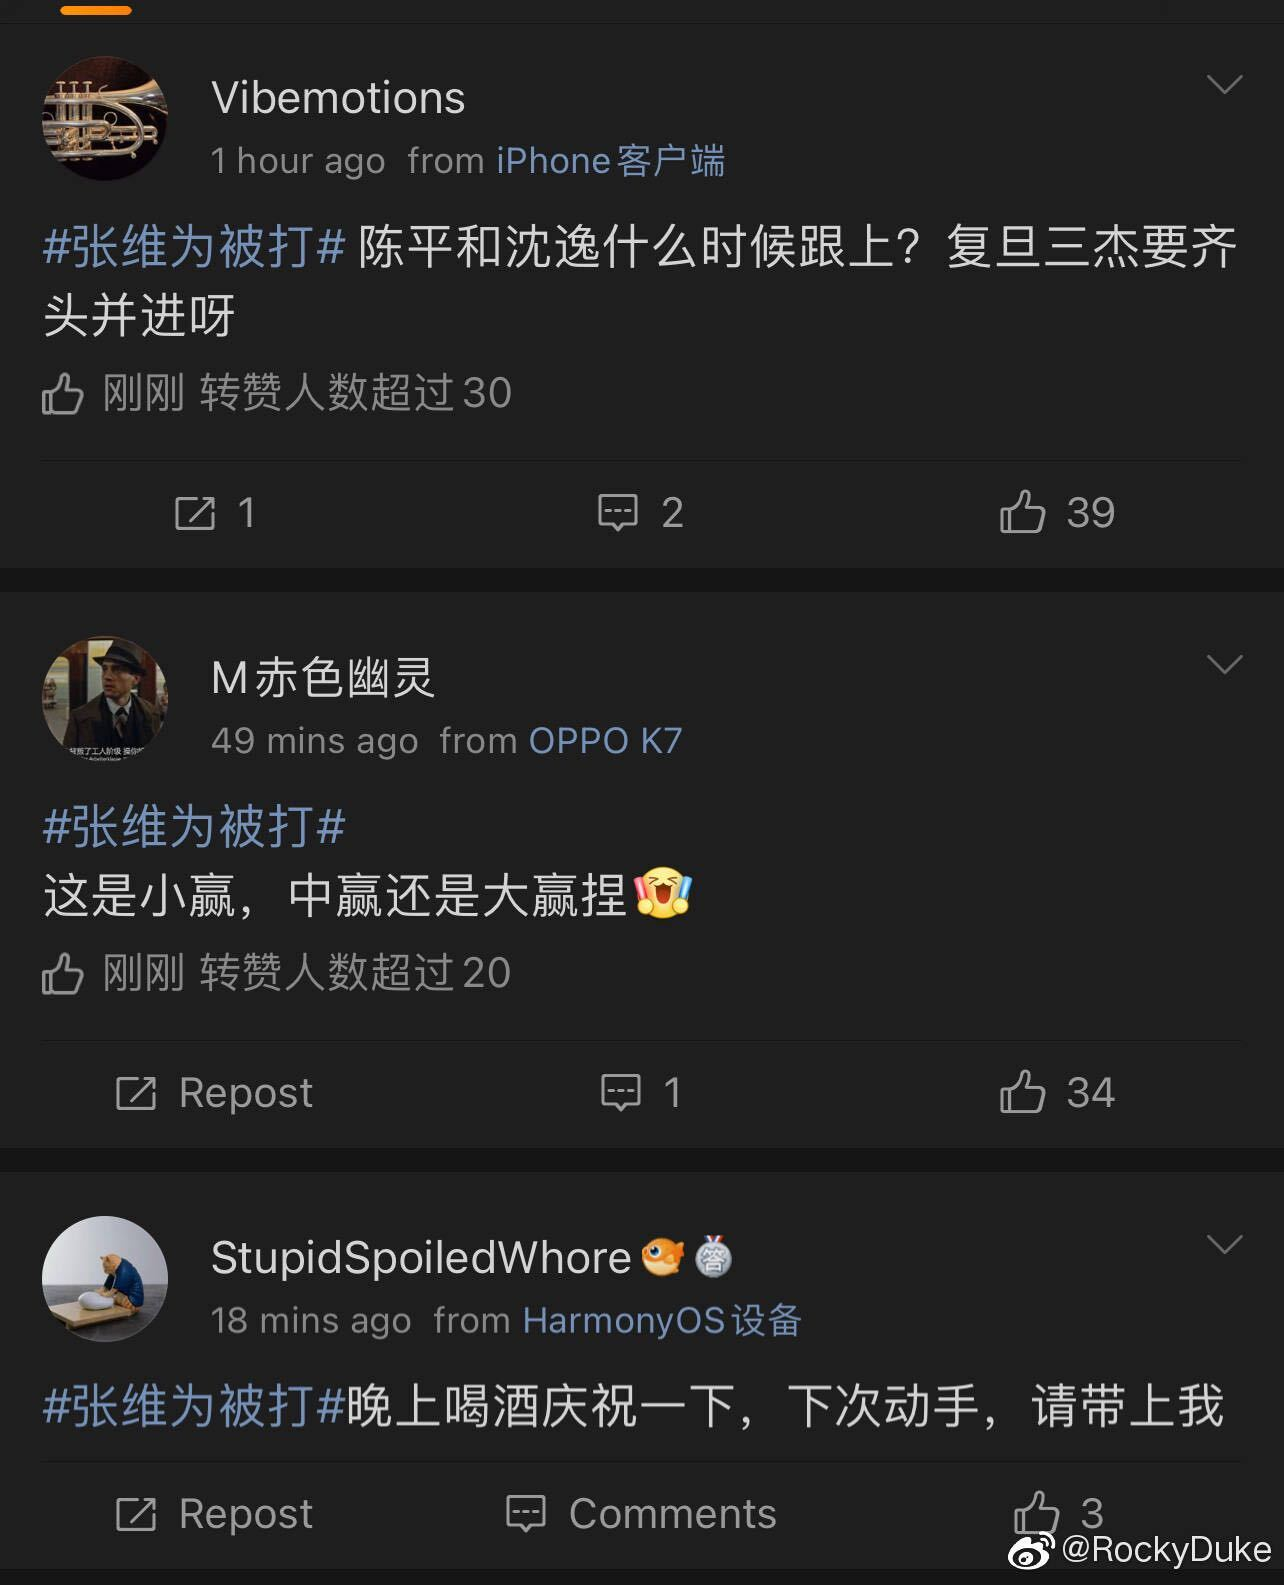 Vibemotions
1 hour ago from iPhone客户端
#张维为被打# 陈平和沈逸什么时候跟上？复旦三杰要齐
头并进呀
刚刚 转赞人数超过30
1 2 39
M赤色幽灵
49 mins ago from OPPO K7
#张维为被打#
这是小赢，中赢还是大赢捏
刚刚 转赞人数超过20
Repost 1 34
StupidSpoiledWhore 答
18 mins ago from HarmonyOS设备
#张维为被打#晚上喝酒庆祝一下，下次动手，请带上我
Repost Comments 3
@RockyDuke